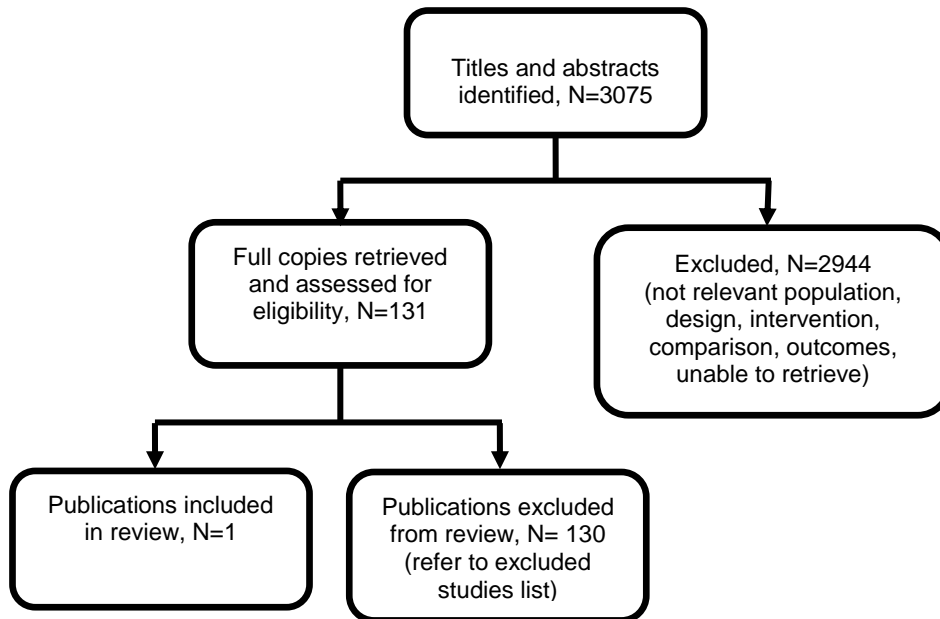 Titles and abstracts
identified, N=3075
Full copies retrieved
and assessed for
eligibility, N=131
Excluded, N=2944
(not relevant population,
design, intervention,
comparison, outcomes,
unable to retrieve)
Publications included
in review, N=1
Publications excluded
from review, N= 130
(refer to excluded
studies list)